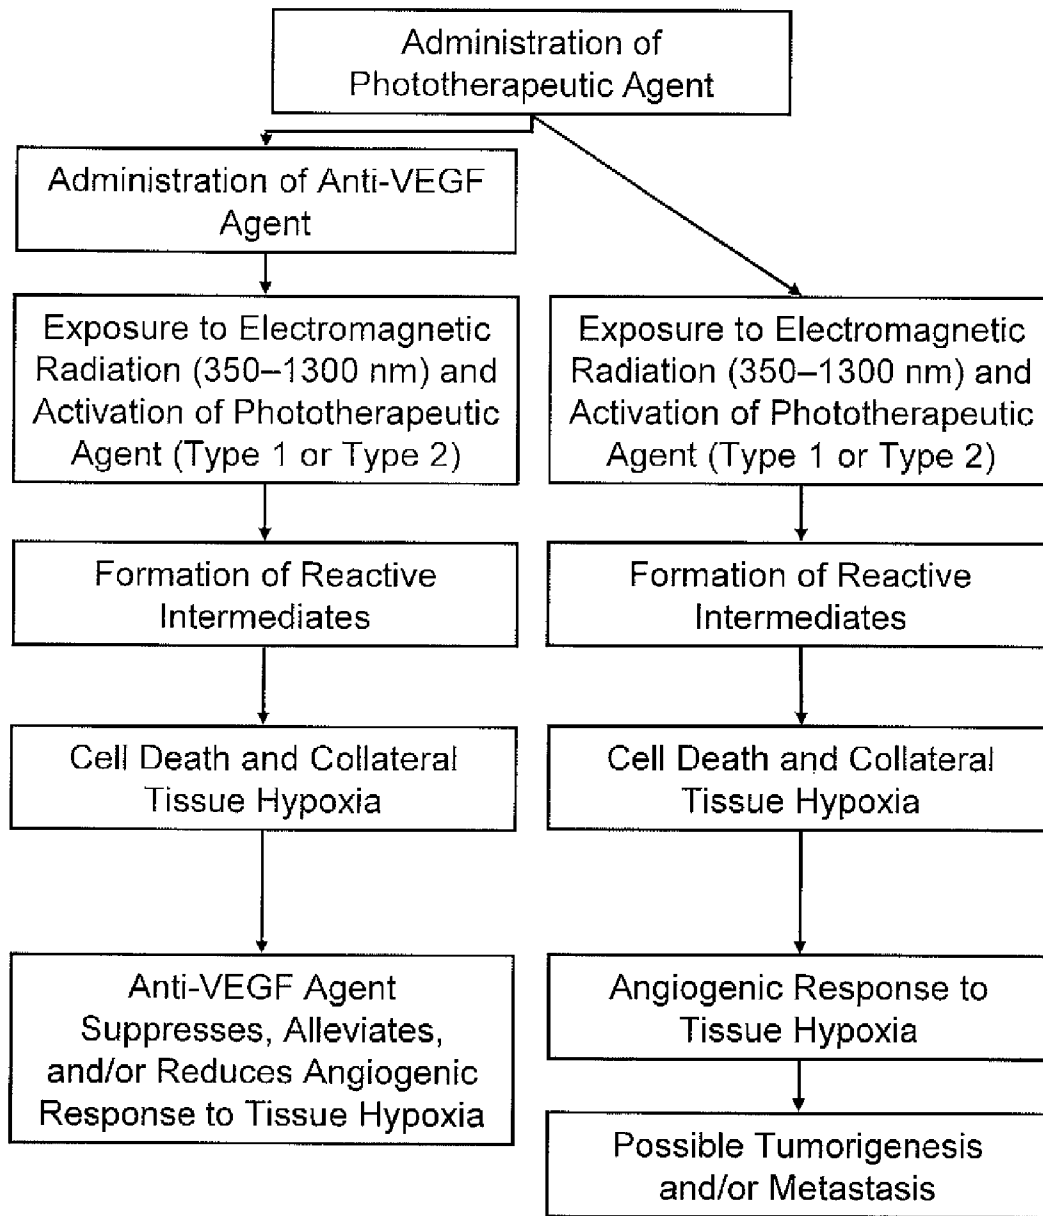 Administration of
Phototherapeutic Agent
Administration of Anti-VEGF
Agent
Exposure to Electromagnetic
Radiation (350–1300 nm) and
Activation of Phototherapeutic
Agent (Type 1 or Type 2)
Formation of Reactive
Intermediates
Cell Death and Collateral
Tissue Hypoxia
Anti-VEGF Agent
Suppresses, Alleviates,
and/or Reduces Angiogenic
Response to Tissue Hypoxia
Exposure to Electromagnetic
Radiation (350–1300 nm) and
Activation of Phototherapeutic
Agent (Type 1 or Type 2)
Formation of Reactive
Intermediates
Cell Death and Collateral
Tissue Hypoxia
Angiogenic Response to
Tissue Hypoxia
Possible Tumorigenesis
and/or Metastasis